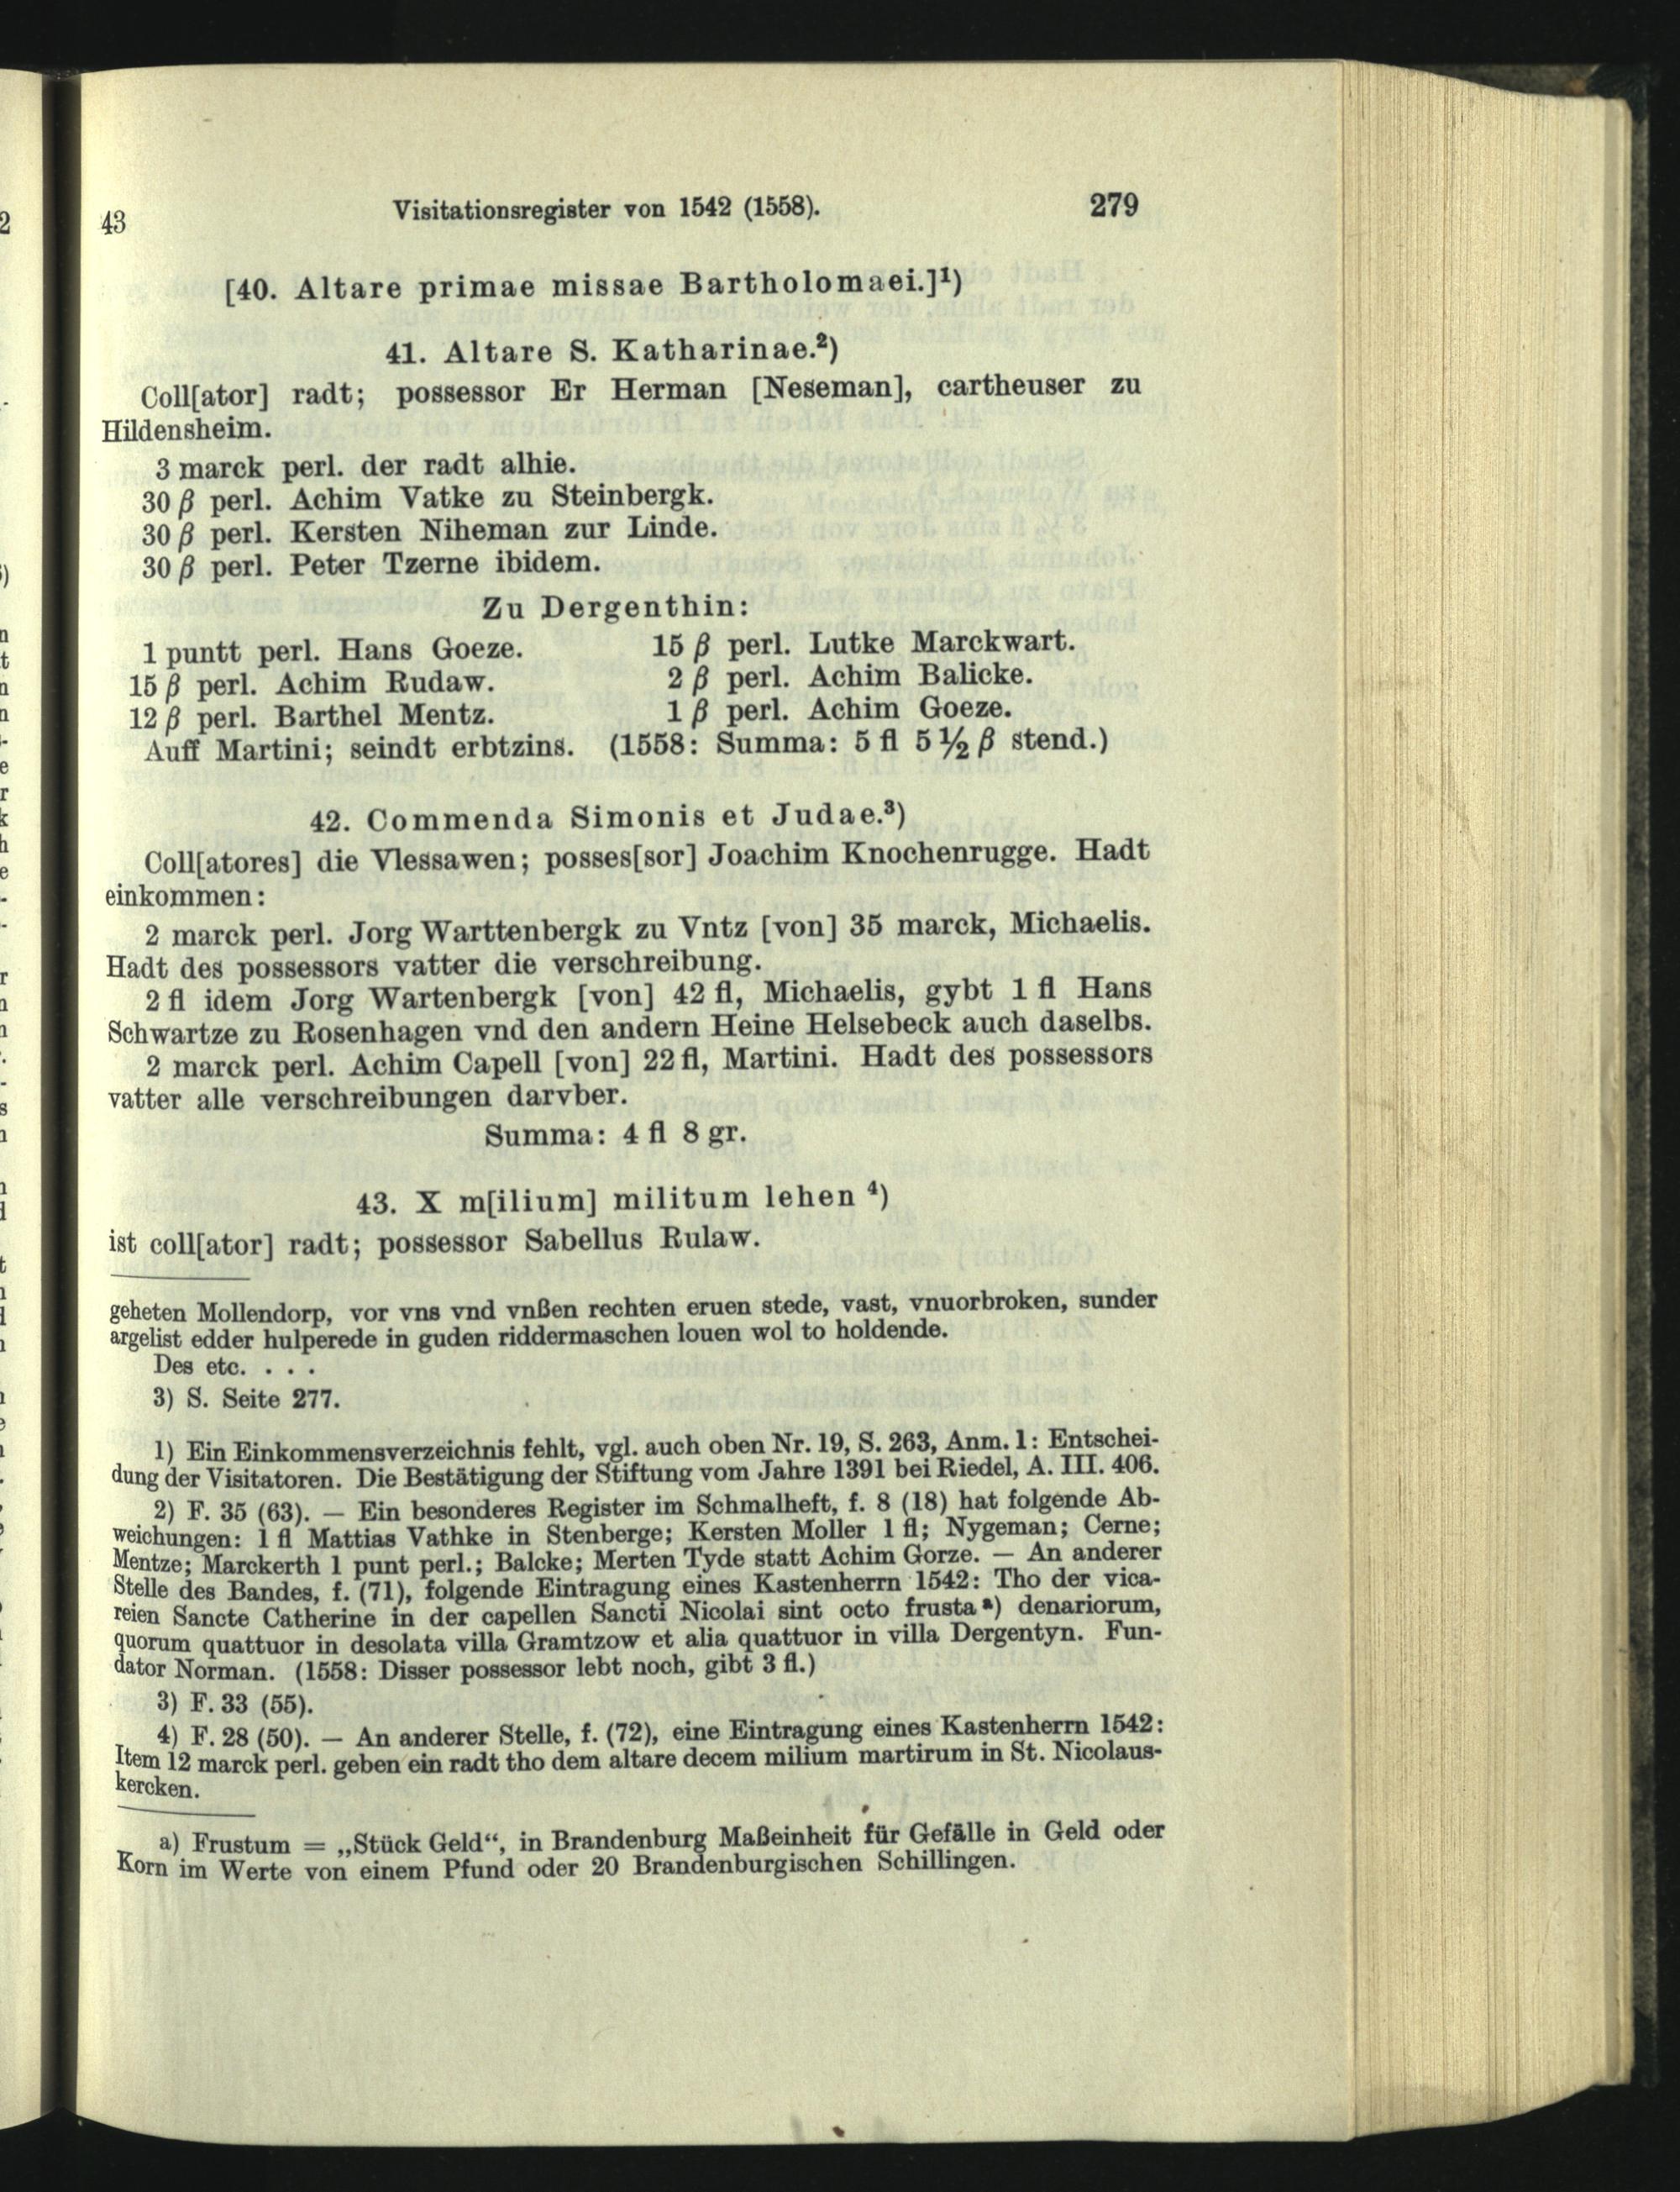 43 Visitationsregister von 1542 (1558). 279
[40. Altare primae missae Bartholomaei.]¹)
41. Altare S. Katharinae.²)
Coll[ator] radt; possessor Er Herman [Neseman], cartheuser zu
Hildensheim.
3 marck perl. der radt alhie.
30 β perl. Achim Vatke zu Steinbergk.
30 β perl. Kersten Niheman zur Linde.
30 β perl. Peter Tzerne ibidem.
Zu Dergenthin:
1 puntt perl. Hans Goeze. 15 β perl. Lutke Marckwart.
15 β perl. Achim Rudaw. 2 β perl. Achim Balicke.
12 β perl. Barthel Mentz. 1 β perl. Achim Goeze.
Auff Martini; seindt erbtzins. (1558: Summa: 5 fl 5½ β stend.)
42. Commenda Simonis et Judae.³)
Coll[atores] die Vlessawen; posses[sor] Joachim Knochenrugge. Hadt
einkommen:
2 marck perl. Jorg Warttenbergk zu Vntz [von] 35 marck, Michaelis.
Hadt des possessors vatter die verschreibung.
2 fl idem Jorg Wartenbergk [von] 42 fl, Michaelis, gybt 1 fl Hans
Schwartze zu Rosenhagen vnd den andern Heine Helsebeck auch daselbs.
2 marck perl. Achim Capell [von] 22 fl, Martini. Hadt des possessors
vatter alle verschreibungen darvber.
Summa: 4 fl 8 gr.
43. X m[ilium] militum lehen ⁴)
ist coll[ator] radt; possessor Sabellus Rulaw.
geheten Mollendorp, vor vns vnd vnßen rechten eruen stede, vast, vnuorbroken, sunder
argelist edder hulperede in guden riddermaschen louen wol to holdende.
Des etc. . . .
3) S. Seite 277.
1) Ein Einkommensverzeichnis fehlt, vgl. auch oben Nr. 19, S. 263, Anm. 1: Entschei-
dung der Visitatoren. Die Bestätigung der Stiftung vom Jahre 1391 bei Riedel, A. III. 406.
2) F. 35 (63). — Ein besonderes Register im Schmalheft, f. 8 (18) hat folgende Ab-
weichungen: 1 fl Mattias Vathke in Stenberge; Kersten Moller 1 fl; Nygeman; Cerne;
Mentze; Marckerth 1 punt perl.; Balcke; Merten Tyde statt Achim Gorze. — An anderer
Stelle des Bandes, f. (71), folgende Eintragung eines Kastenherrn 1542: Tho der vica-
reien Sancte Catherine in der capellen Sancti Nicolai sint octo frusta ᵃ) denariorum,
quorum quattuor in desolata villa Gramtzow et alia quattuor in villa Dergentyn. Fun-
dator Norman. (1558: Disser possessor lebt noch, gibt 3 fl.)
3) F. 33 (55).
4) F. 28 (50). — An anderer Stelle, f. (72), eine Eintragung eines Kastenherrn 1542:
Item 12 marck perl. geben ein radt tho dem altare decem milium martirum in St. Nicolaus-
kercken.
a) Frustum = „Stück Geld“, in Brandenburg Maßeinheit für Gefälle in Geld oder
Korn im Werte von einem Pfund oder 20 Brandenburgischen Schillingen.